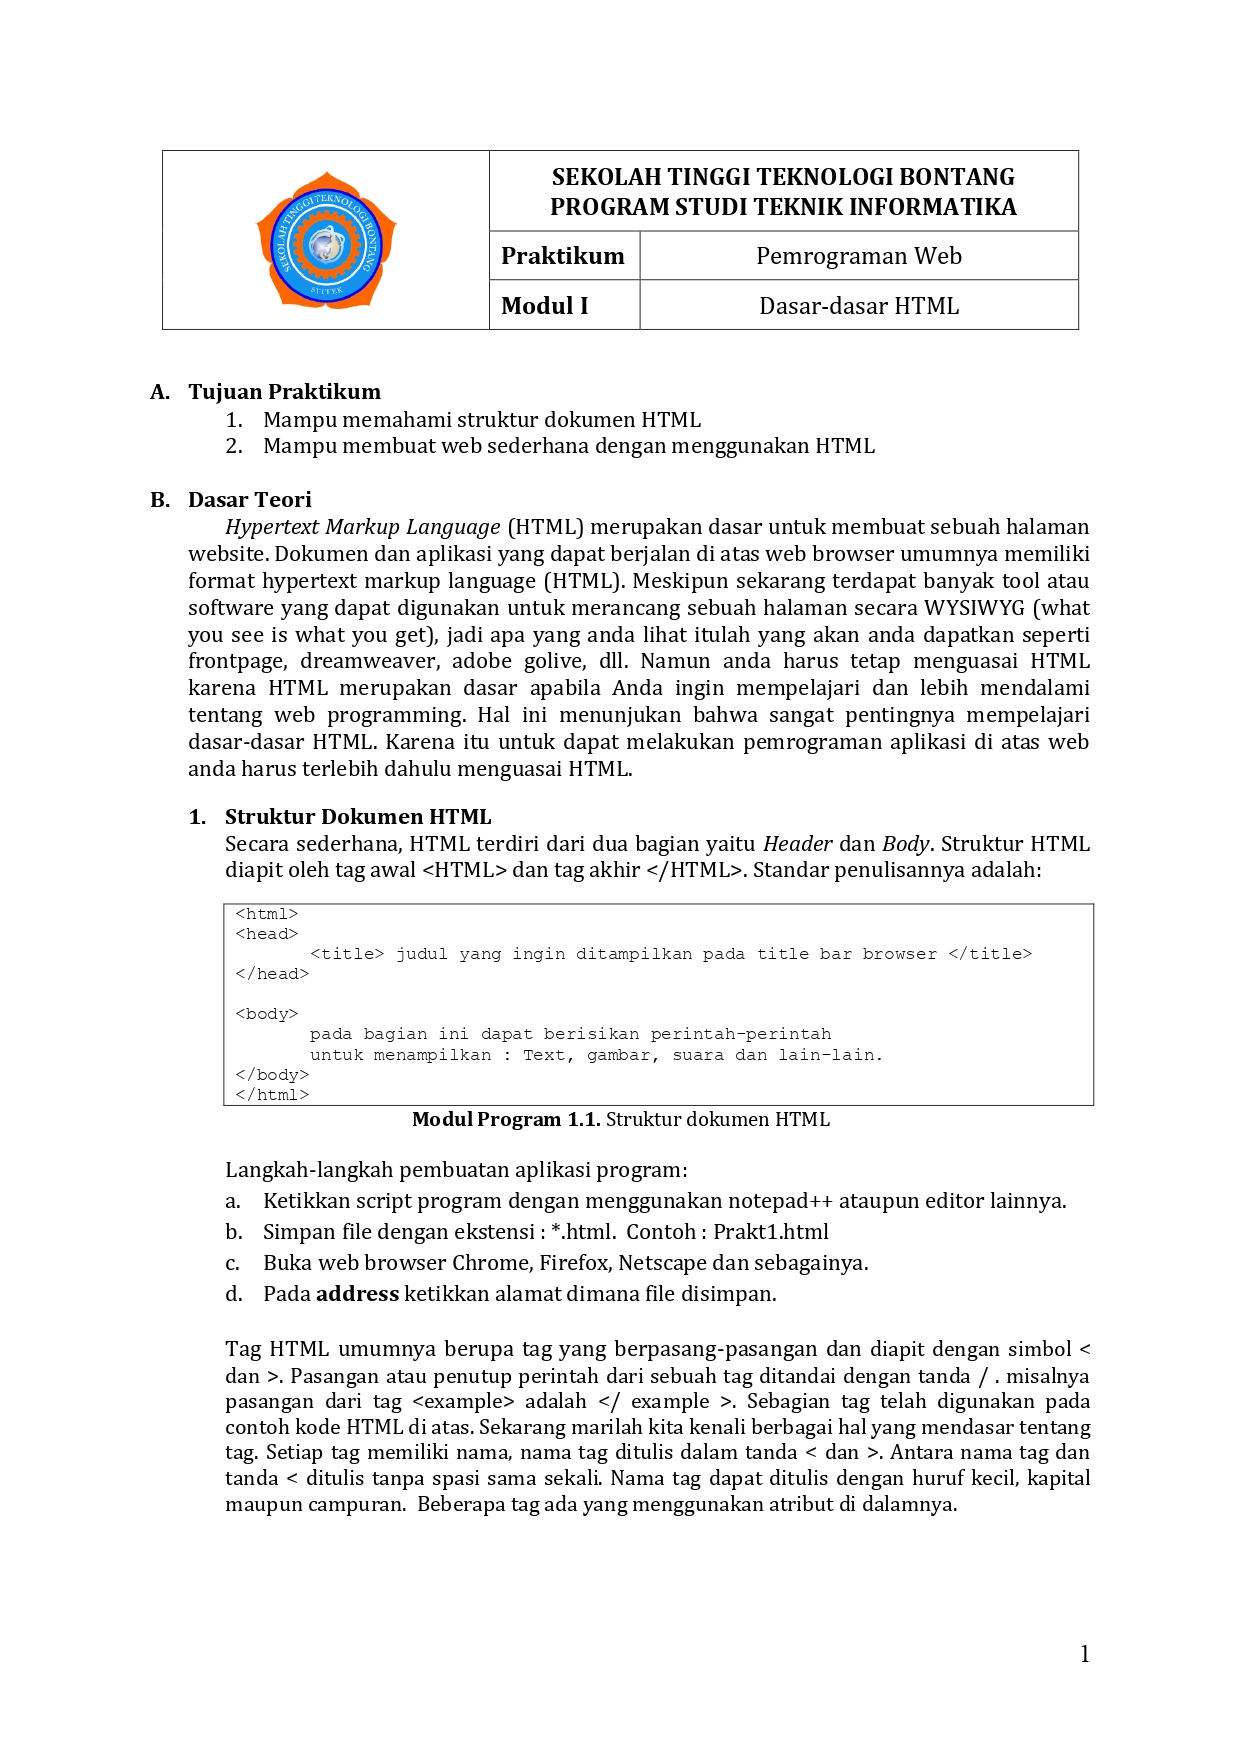 SEKOLAH TINGGI TEKNOLOGI BONTANG
STITEK
SEKOLAH TINGGI TEKNOLOGI BONTANG
PROGRAM STUDI TEKNIK INFORMATIKA
Praktikum Pemrograman Web
Modul I Dasar-dasar HTML
A. Tujuan Praktikum
1. Mampu memahami struktur dokumen HTML
2. Mampu membuat web sederhana dengan menggunakan HTML
B. Dasar Teori
Hypertext Markup Language (HTML) merupakan dasar untuk membuat sebuah halaman
website. Dokumen dan aplikasi yang dapat berjalan di atas web browser umumnya memiliki
format hypertext markup language (HTML). Meskipun sekarang terdapat banyak tool atau
software yang dapat digunakan untuk merancang sebuah halaman secara WYSIWYG (what
you see is what you get), jadi apa yang anda lihat itulah yang akan anda dapatkan seperti
frontpage, dreamweaver, adobe golive, dll. Namun anda harus tetap menguasai HTML
karena HTML merupakan dasar apabila Anda ingin mempelajari dan lebih mendalami
tentang web programming. Hal ini menunjukan bahwa sangat pentingnya mempelajari
dasar-dasar HTML. Karena itu untuk dapat melakukan pemrograman aplikasi di atas web
anda harus terlebih dahulu menguasai HTML.
1. Struktur Dokumen HTML
Secara sederhana, HTML terdiri dari dua bagian yaitu Header dan Body. Struktur HTML
diapit oleh tag awal <HTML> dan tag akhir </HTML>. Standar penulisannya adalah:
<html>
<head>
<title> judul yang ingin ditampilkan pada title bar browser </title>
</head>
<body>
pada bagian ini dapat berisikan perintah-perintah
untuk menampilkan : Text, gambar, suara dan lain-lain.
</body>
</html>
Modul Program 1.1. Struktur dokumen HTML
Langkah-langkah pembuatan aplikasi program:
a. Ketikkan script program dengan menggunakan notepad++ ataupun editor lainnya.
b. Simpan file dengan ekstensi : *.html. Contoh : Prakt1.html
c. Buka web browser Chrome, Firefox, Netscape dan sebagainya.
d. Pada address ketikkan alamat dimana file disimpan.
Tag HTML umumnya berupa tag yang berpasang-pasangan dan diapit dengan simbol <
dan >. Pasangan atau penutup perintah dari sebuah tag ditandai dengan tanda / . misalnya
pasangan dari tag <example> adalah </ example >. Sebagian tag telah digunakan pada
contoh kode HTML di atas. Sekarang marilah kita kenali berbagai hal yang mendasar tentang
tag. Setiap tag memiliki nama, nama tag ditulis dalam tanda < dan >. Antara nama tag dan
tanda < ditulis tanpa spasi sama sekali. Nama tag dapat ditulis dengan huruf kecil, kapital
maupun campuran. Beberapa tag ada yang menggunakan atribut di dalamnya.
1